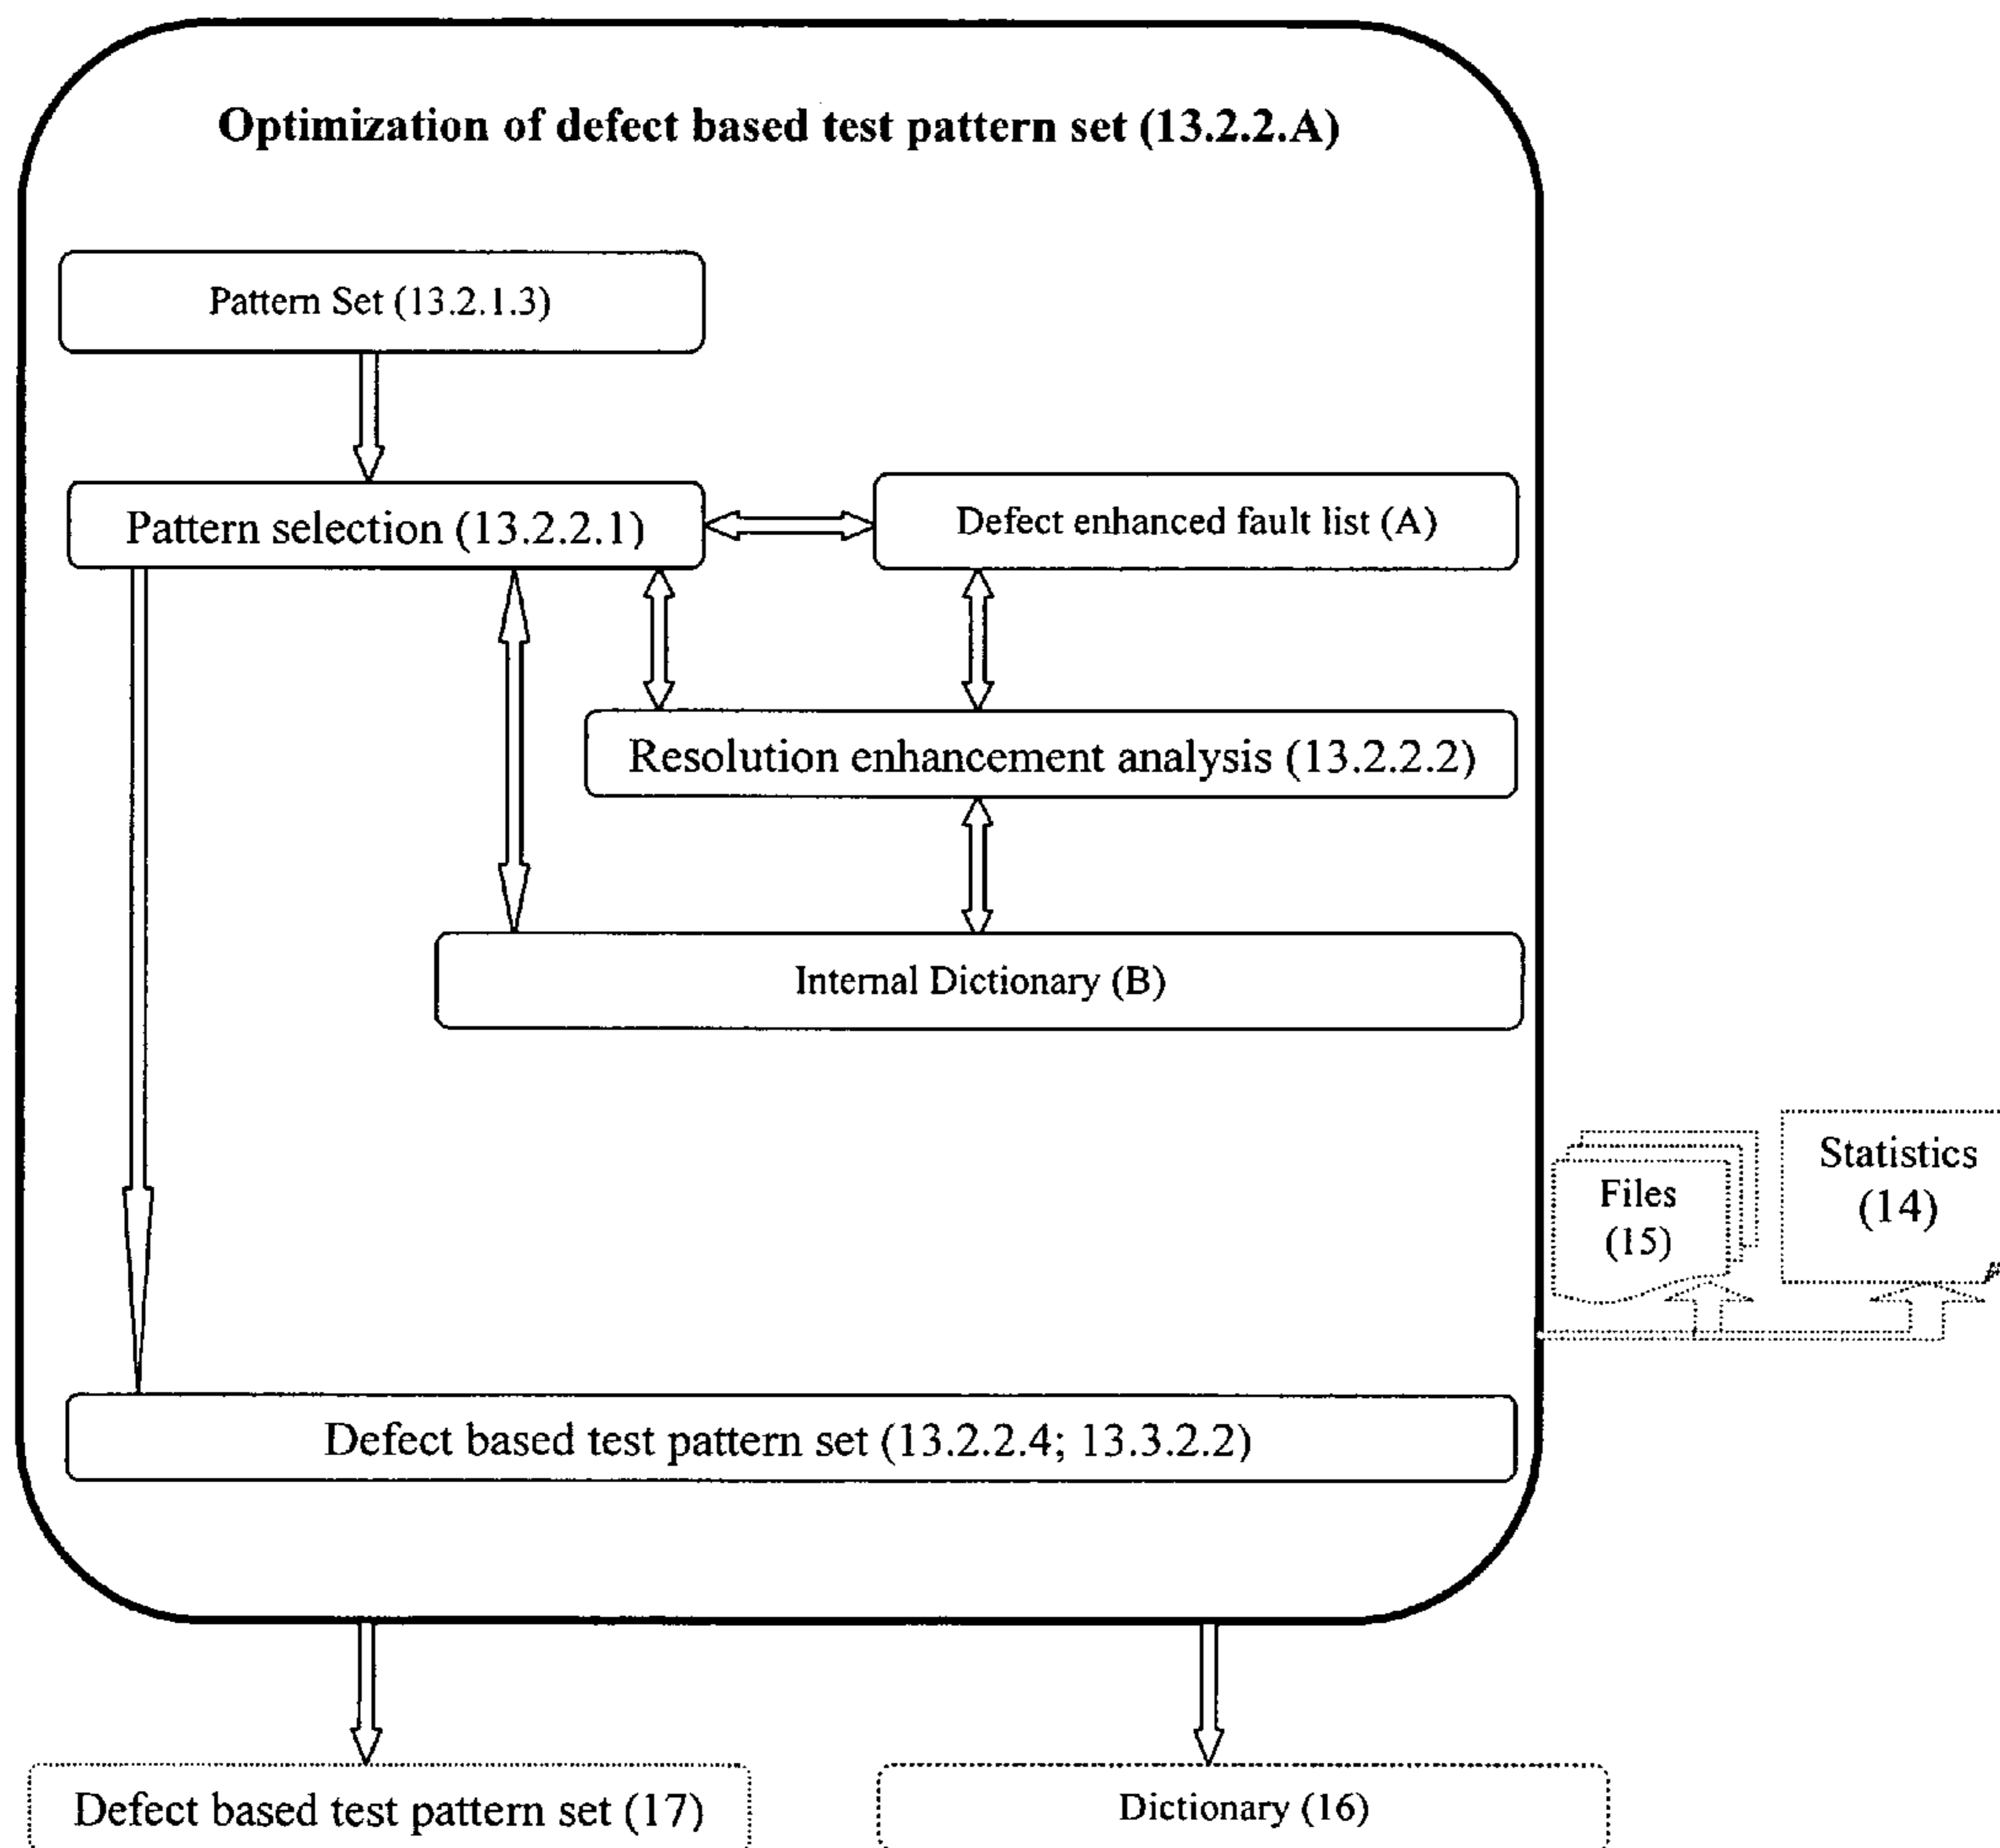 Optimization of defect based test pattern set (13.2.2.A)
Pattern Set (13.2.1.3)
Pattern selection (13.2.2.1)
Defect enhanced fault list (A)
Resolution enhancement analysis (13.2.2.2)
Internal Dictionary (B)
Statistics
(14)
Files
(15)
Defect based test pattern set (13.2.2.4; 13.3.2.2)
Defect based test pattern set (17)
Dictionary (16)